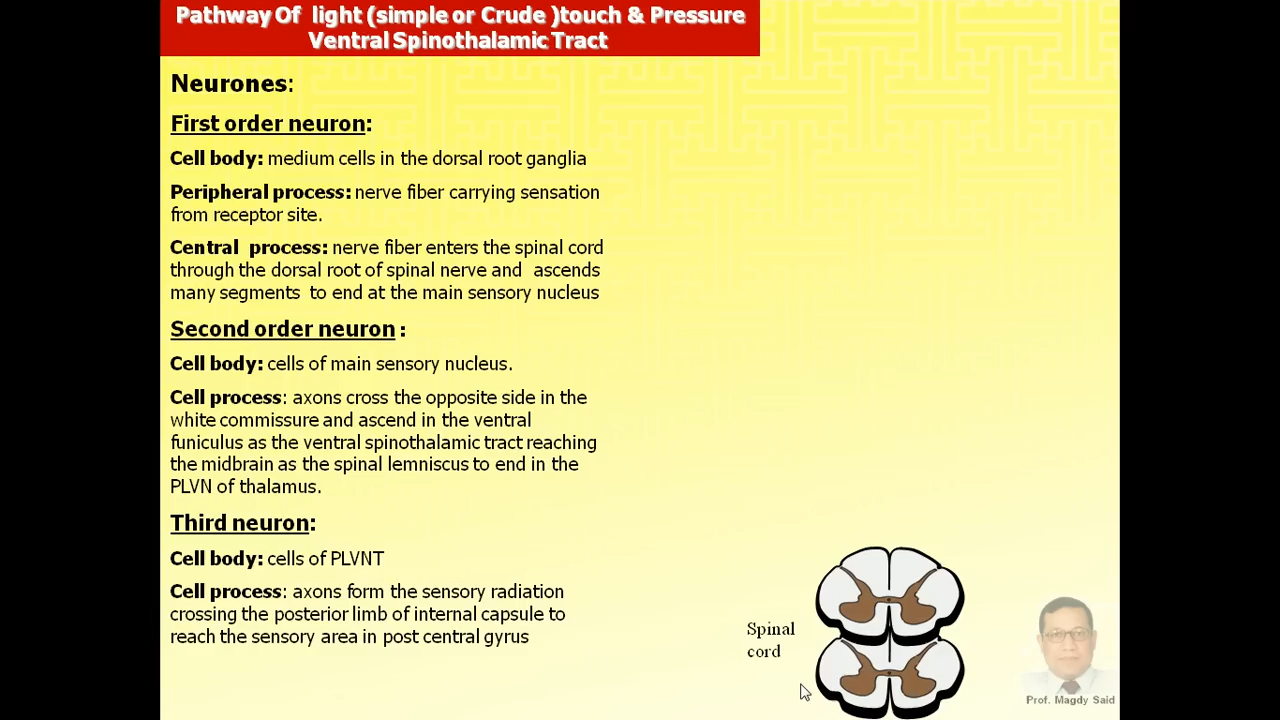 Pathway Of light (simple or Crude )touch & Pressure
Ventral Spinothalamic Tract
Neurones:
First order neuron:
Cell body: medium cells in the dorsal root ganglia
Peripheral process: nerve fiber carrying sensation
from receptor site.
Central process: nerve fiber enters the spinal cord
through the dorsal root of spinal nerve and ascends
many segments to end at the main sensory nucleus
Second order neuron :
Cell body: cells of main sensory nucleus.
Cell process: axons cross the opposite side in the
white commissure and ascend in the ventral
funiculus as the ventral spinothalamic tract reaching
the midbrain as the spinal lemniscus to end in the
PLVN of thalamus.
Third neuron:
Cell body: cells of PLVNT
Cell process: axons form the sensory radiation
crossing the posterior limb of internal capsule to
reach the sensory area in post central gyrus
Spinal
cord
Prof. Magdy Said